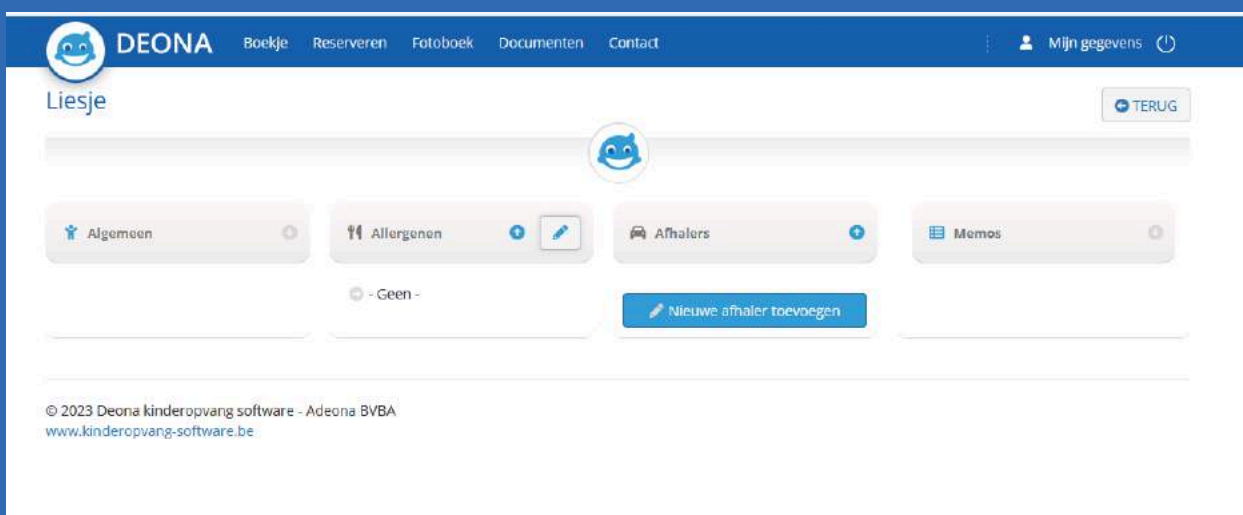 DEONA Boekje Reserveren Fotoboek Documenten Contact Mijn gegevens
Liesje
TERUG
Algemeen
Allergenen
Afhalers
Memos
- Geen -
Nieuwe afhaler toevoegen
© 2023 Deona kinderopvang software - Adeona BVBA
www.kinderopvang-software.be